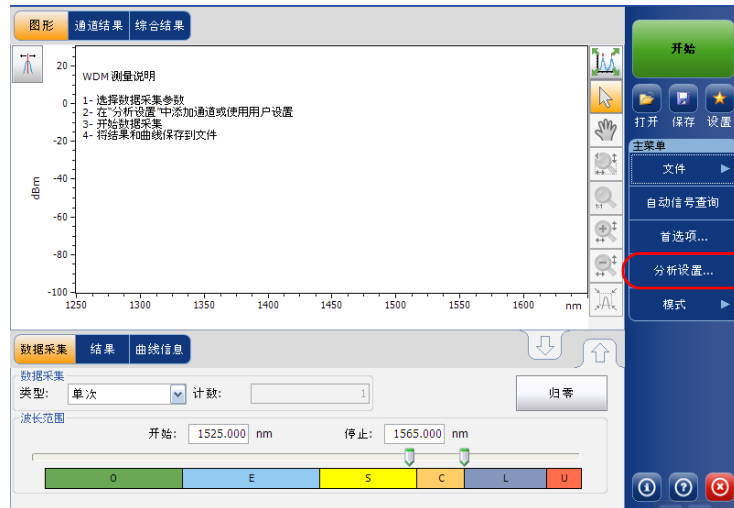 图形 通道结果 综合结果
WDM 测量说明
1- 选择数据采集参数
2- 在"分析设置"中添加通道或使用用户设置
3- 开始数据采集
4- 将结果和曲线保存到文件
20
0
-20
-40
-60
-80
-100
dBm
1250 1300 1350 1400 1450 1500 1550 1600 nm
1:1
数据采集 结果 曲线信息
数据采集
类型: 单次 计数: 1 归零
波长范围
开始: 1525.000 nm 停止: 1565.000 nm
O E S C L U
开始
打开 保存 设置
主菜单
文件
自动信号查询
首选项...
分析设置...
模式